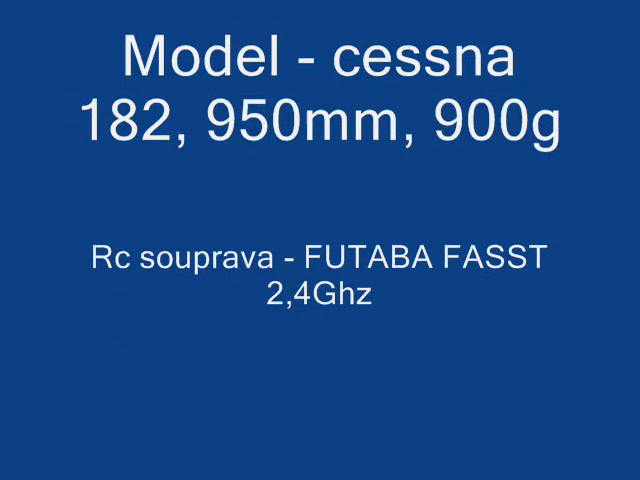 Model - cessna
182, 950mm, 900g
Rc souprava - FUTABA FASST
2,4Ghz